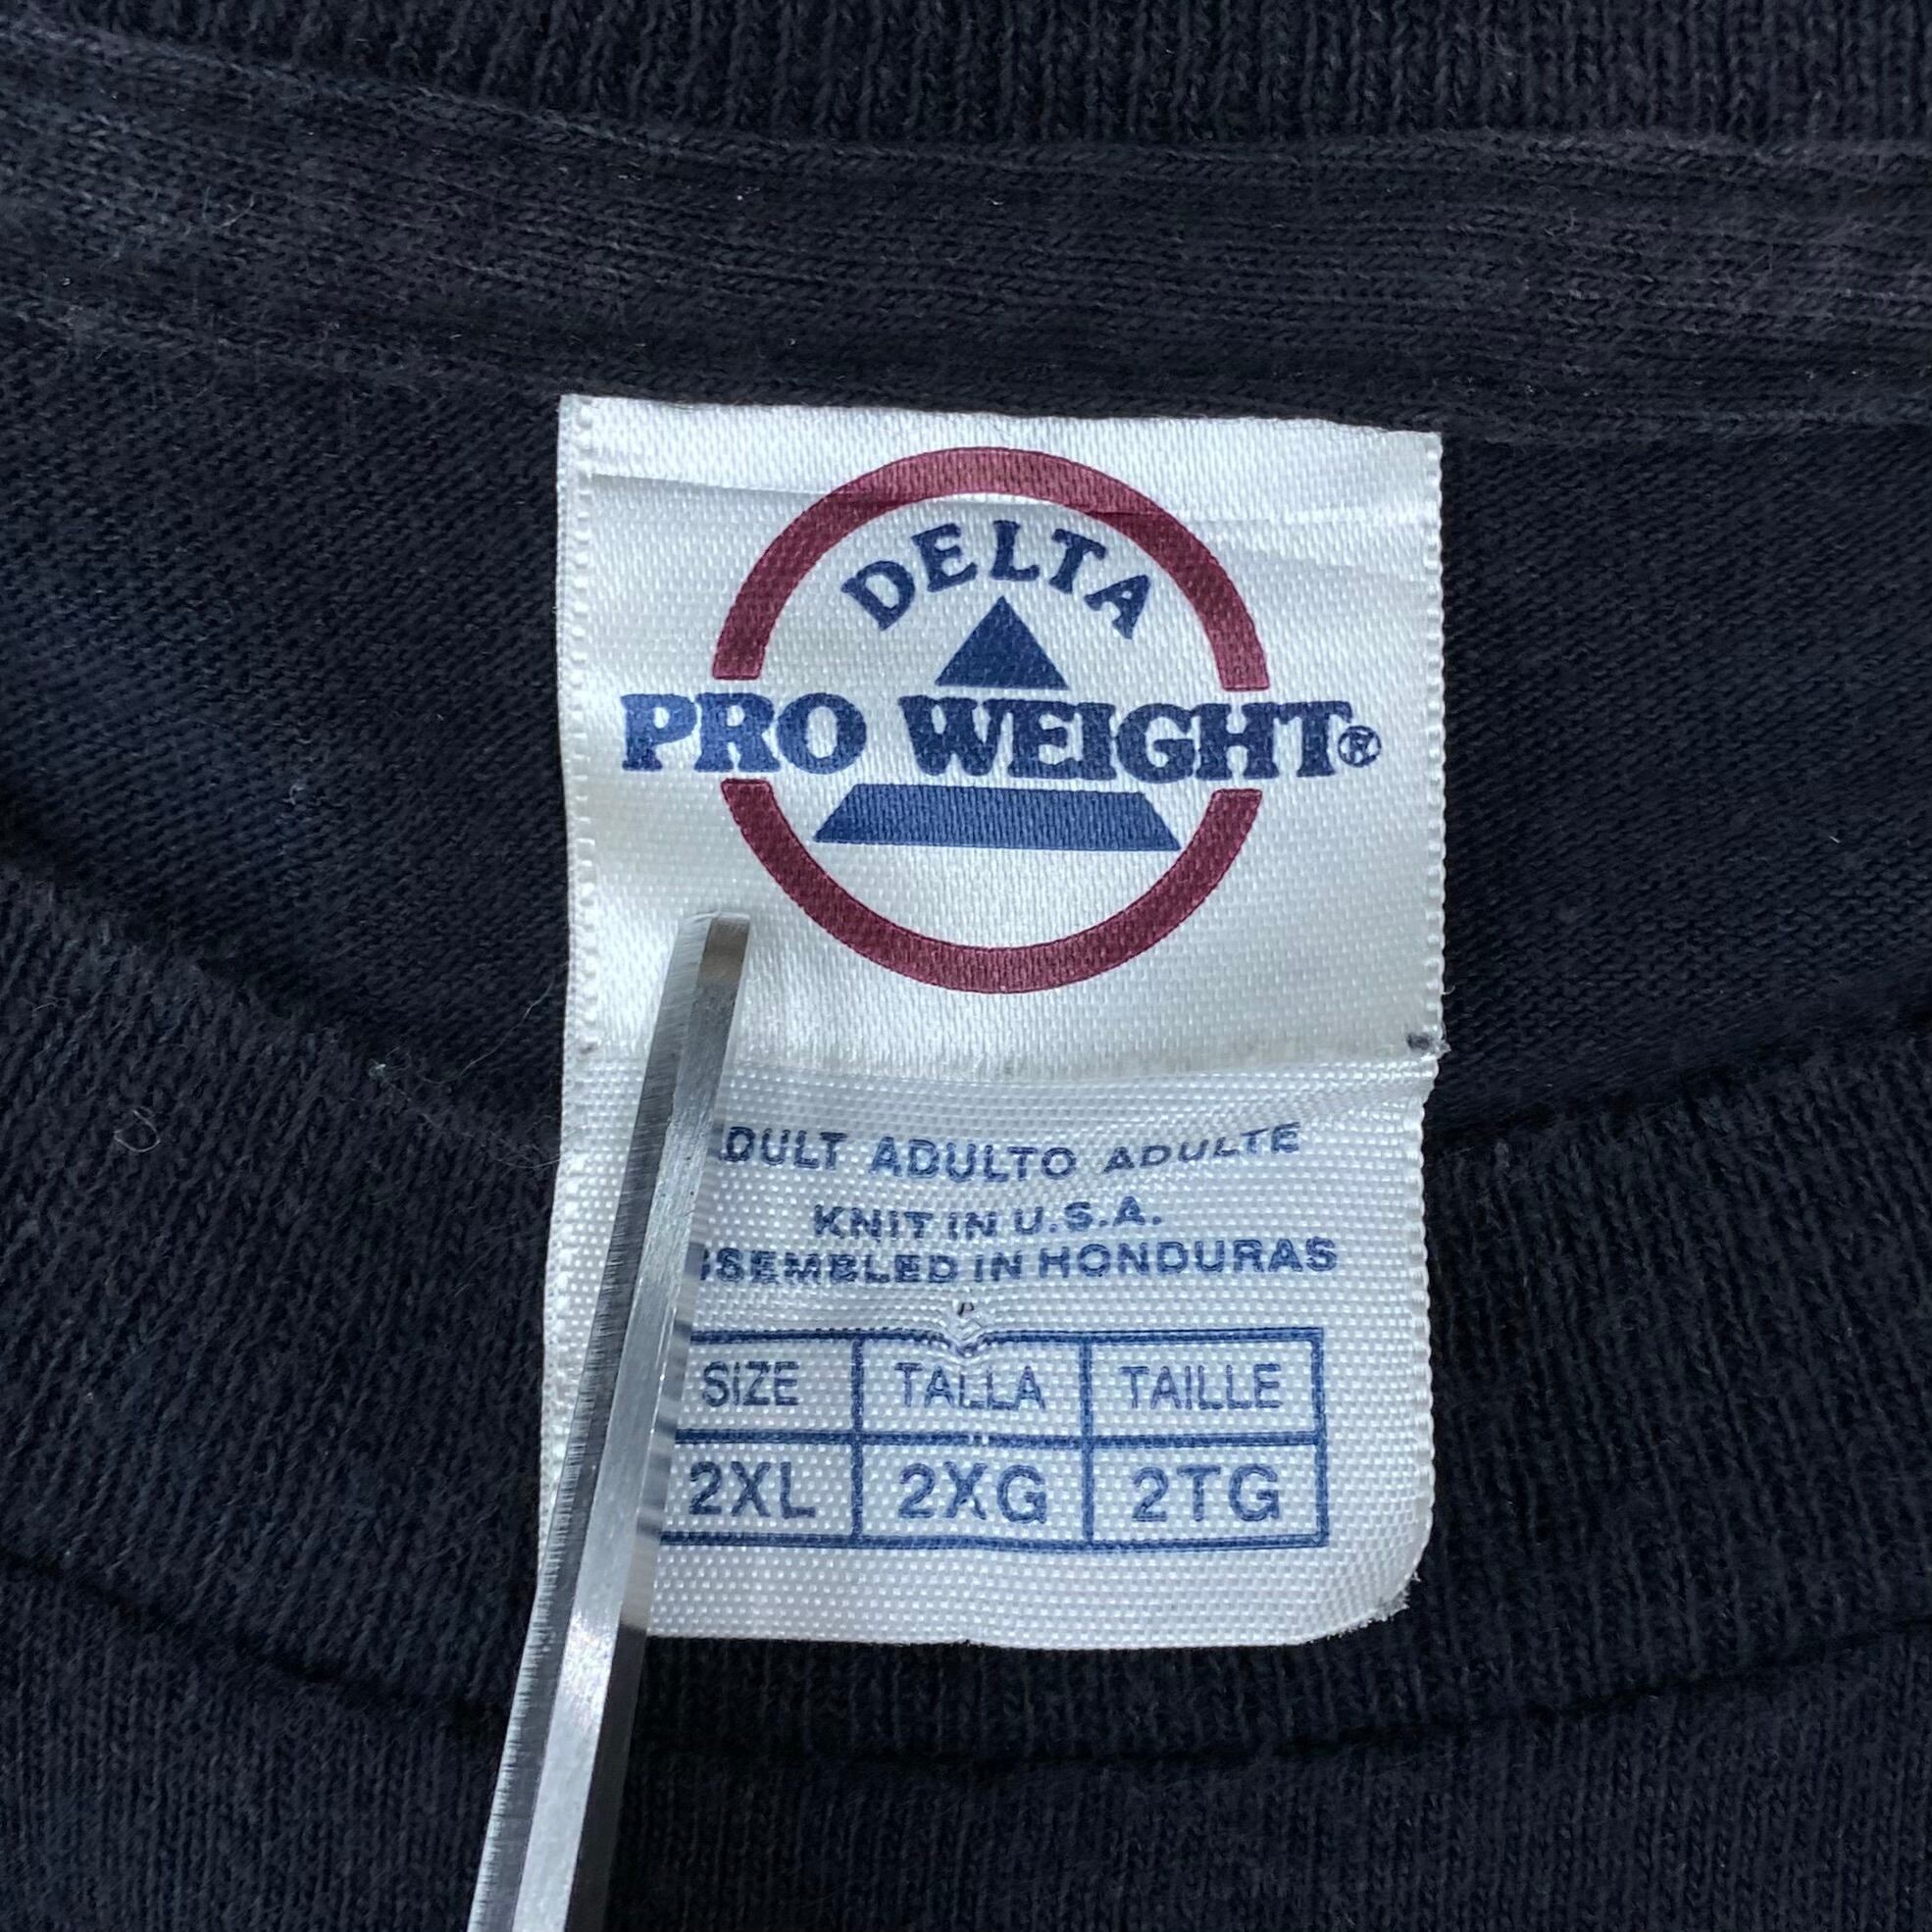 DELTA
PRO WEIGHT®
DULT ADULTO ADULTE
KNIT IN U.S.A.
SSEMBLED IN HONDURAS
SIZE TALLA TAILLE
2XL 2XG 2TG